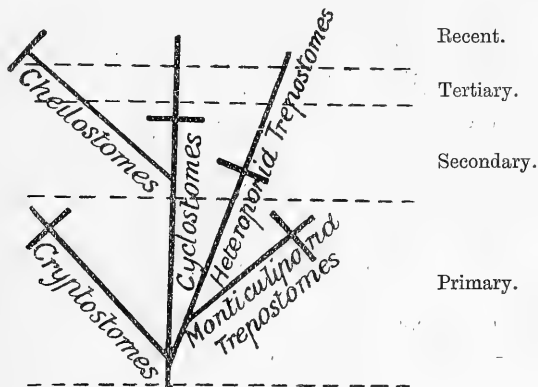 Recent.
Tertiary.
Secondary.
Primary.
Cheilostomes
Cryptostomes
Cyclostomes
Heteroporid Trepostomes
Monticuliporid
Trepostomes